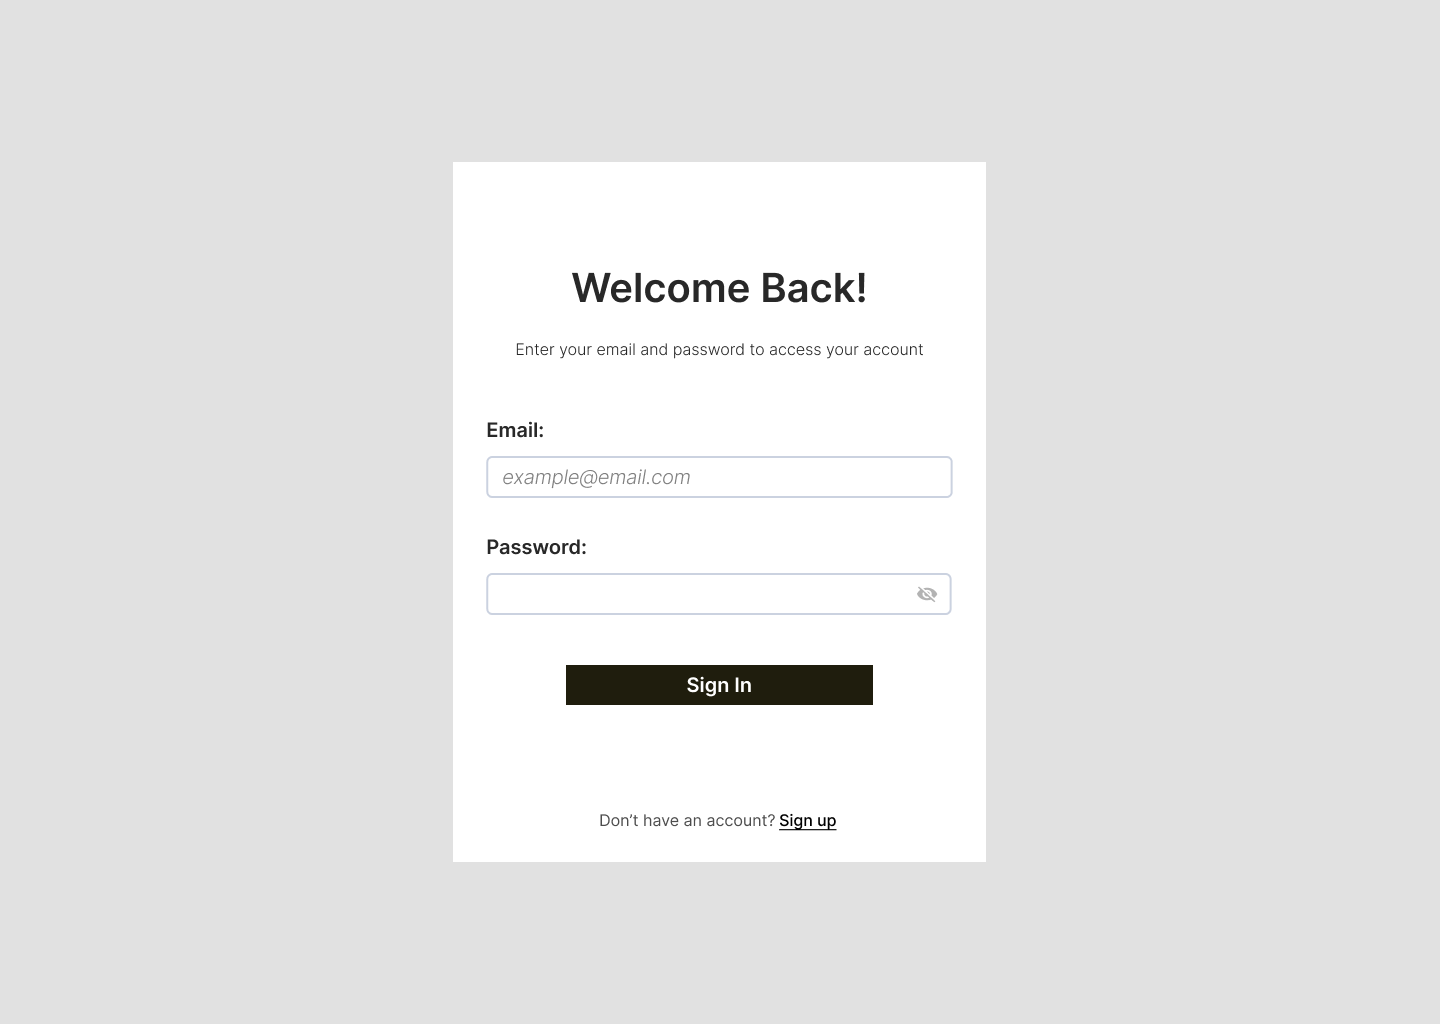 Welcome Back!
Enter your email and password to access your account
Email:
example@email.com
Password:
Sign In
Don’t have an account? Sign up